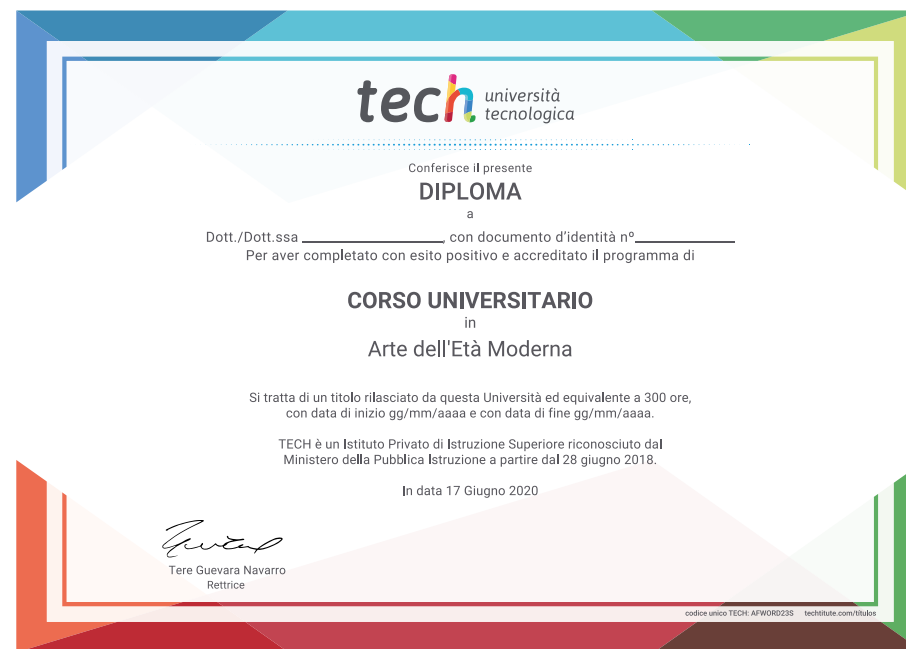 tech università
tecnologica
Conferisce il presente
DIPLOMA
a
Dott./Dott.ssa ____________________, con documento d'identità nº______________
Per aver completato con esito positivo e accreditato il programma di
CORSO UNIVERSITARIO
in
Arte dell'Età Moderna
Si tratta di un titolo rilasciato da questa Università ed equivalente a 300 ore,
con data di inizio gg/mm/aaaa e con data di fine gg/mm/aaaa.
TECH è un Istituto Privato di Istruzione Superiore riconosciuto dal
Ministero della Pubblica Istruzione a partire dal 28 giugno 2018.
In data 17 Giugno 2020
Tere Guevara Navarro
Rettrice
codice unico TECH: AFWORD23S techtitute.com/títulos